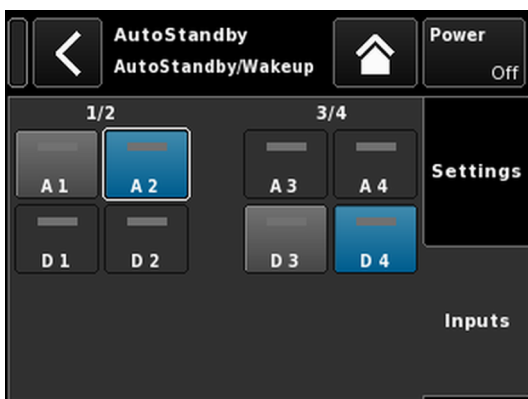 AutoStandby
AutoStandby/Wakeup
Power
Off
1/2
3/4
A 1
A 2
A 3
A 4
D 1
D 2
D 3
D 4
Settings
Inputs